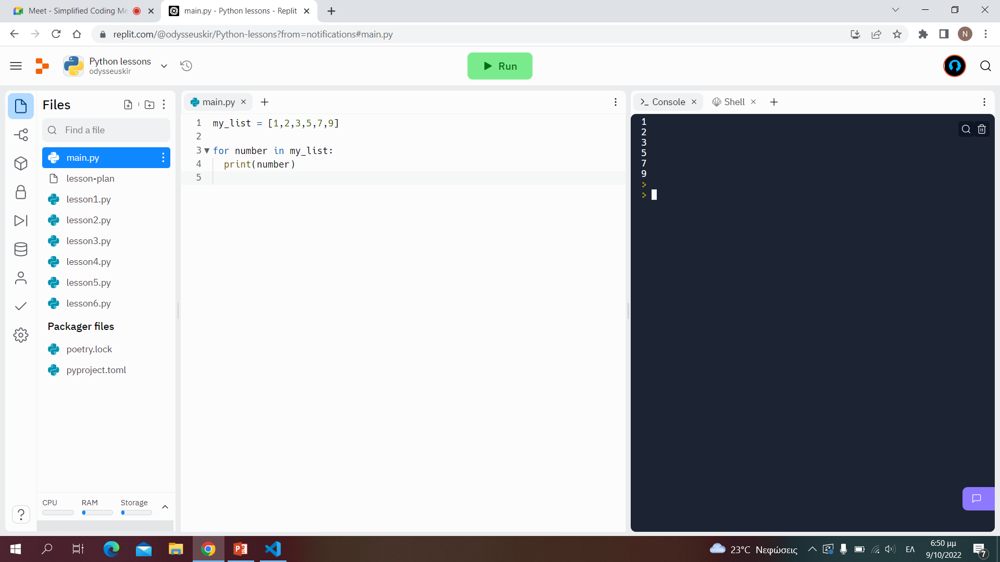 Meet - Simplified Coding Me
main.py - Python lessons - Replit
replit.com/@odysseuskir/Python-lessons?from=notifications#main.py
N
Python lessons
odysseuskir
Run
Files
Find a file
main.py
lesson-plan
lesson1.py
lesson2.py
lesson3.py
lesson4.py
lesson5.py
lesson6.py
Packager files
poetry.lock
pyproject.toml
CPU RAM Storage
?
main.py
1 my_list = [1,2,3,5,7,9]
2
3 for number in my_list:
4 print(number)
5
Console
Shell
1
2
3
5
7
9
>
>
23°C Νεφώσεις
ΕΛ
6:50 μμ
9/10/2022
7